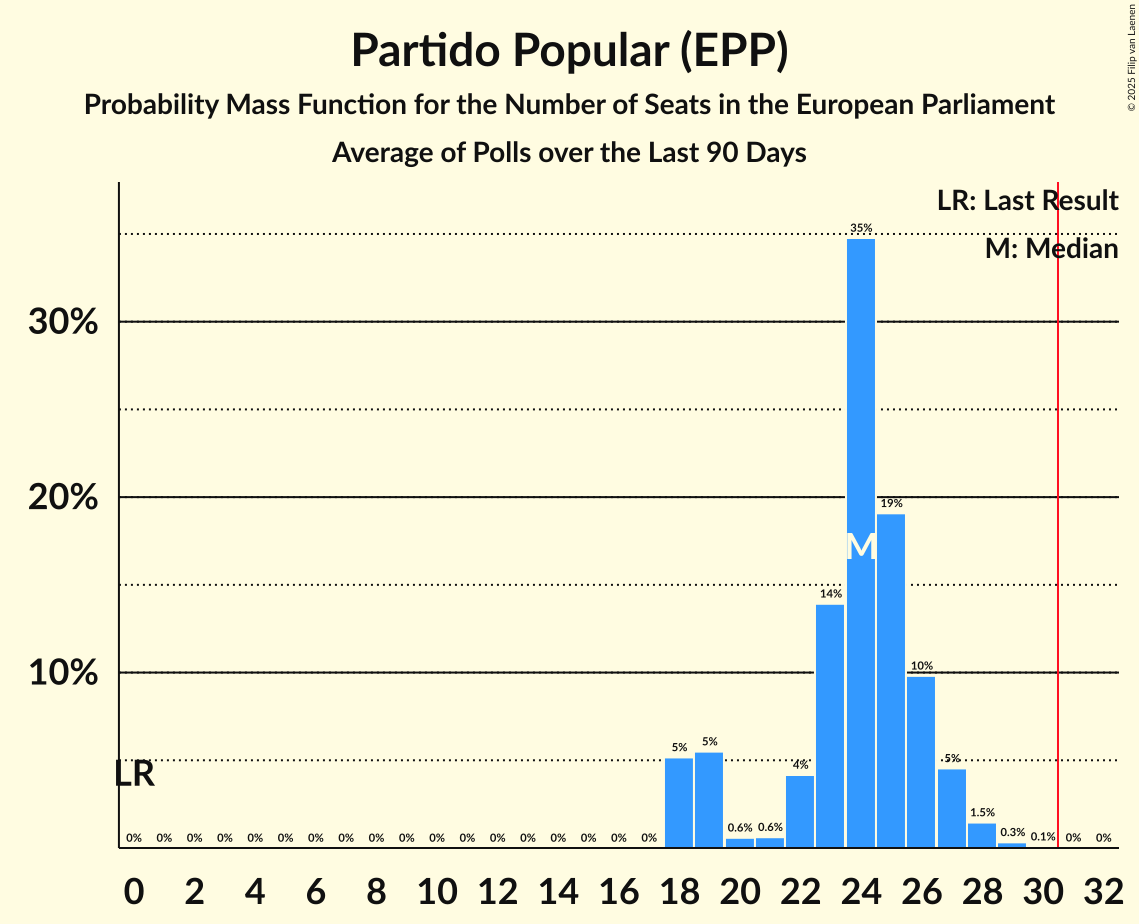 Partido Popular (EPP)
Probability Mass Function for the Number of Seats in the European Parliament
Average of Polls over the Last 90 Days
© 2025 Filip van Laenen
LR: Last Result
M: Median
35%
30%
20%
19%
M
14%
10%
10%
5%
5%
4%
5%
LR
0% 0% 0% 0% 0% 0% 0% 0% 0% 0% 0% 0% 0% 0% 0% 0% 0% 0% 0.6% 0.6% 1.5% 0.3% 0.1% 0% 0%
0 2 4 6 8 10 12 14 16 18 20 22 24 26 28 30 32